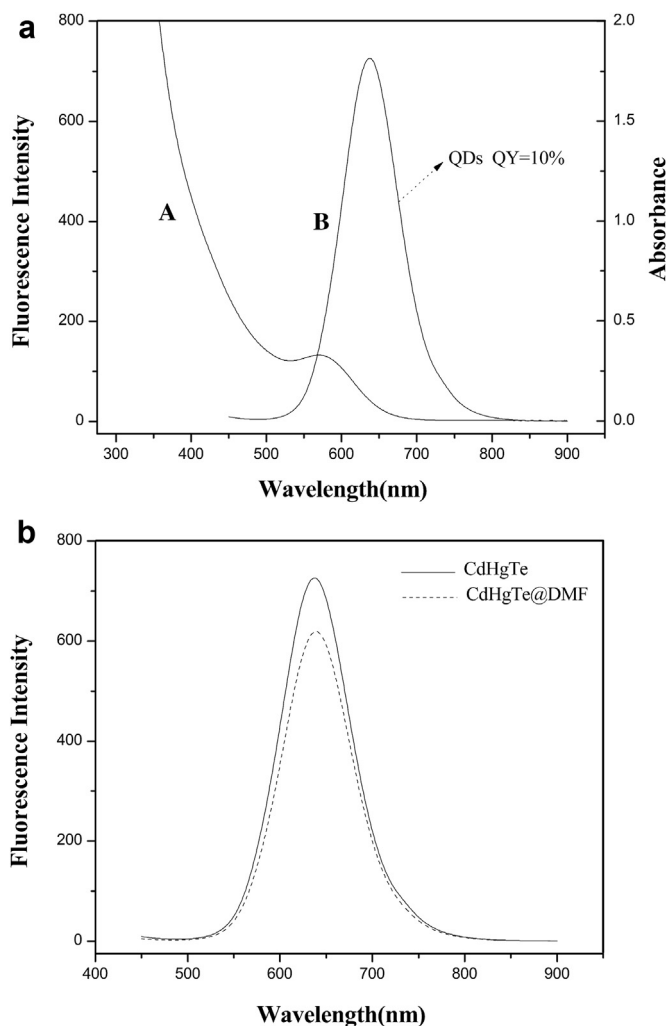 a
800
600
400
200
0
2.0
1.5
1.0
0.5
0.0
A
B
QDs QY=10%
Fluorescence Intensity
Absorbance
300 400 500 600 700 800 900
Wavelength(nm)
b
800
600
400
200
0
CdHgTe
CdHgTe@DMF
Fluorescence Intensity
400 500 600 700 800 900
Wavelength(nm)